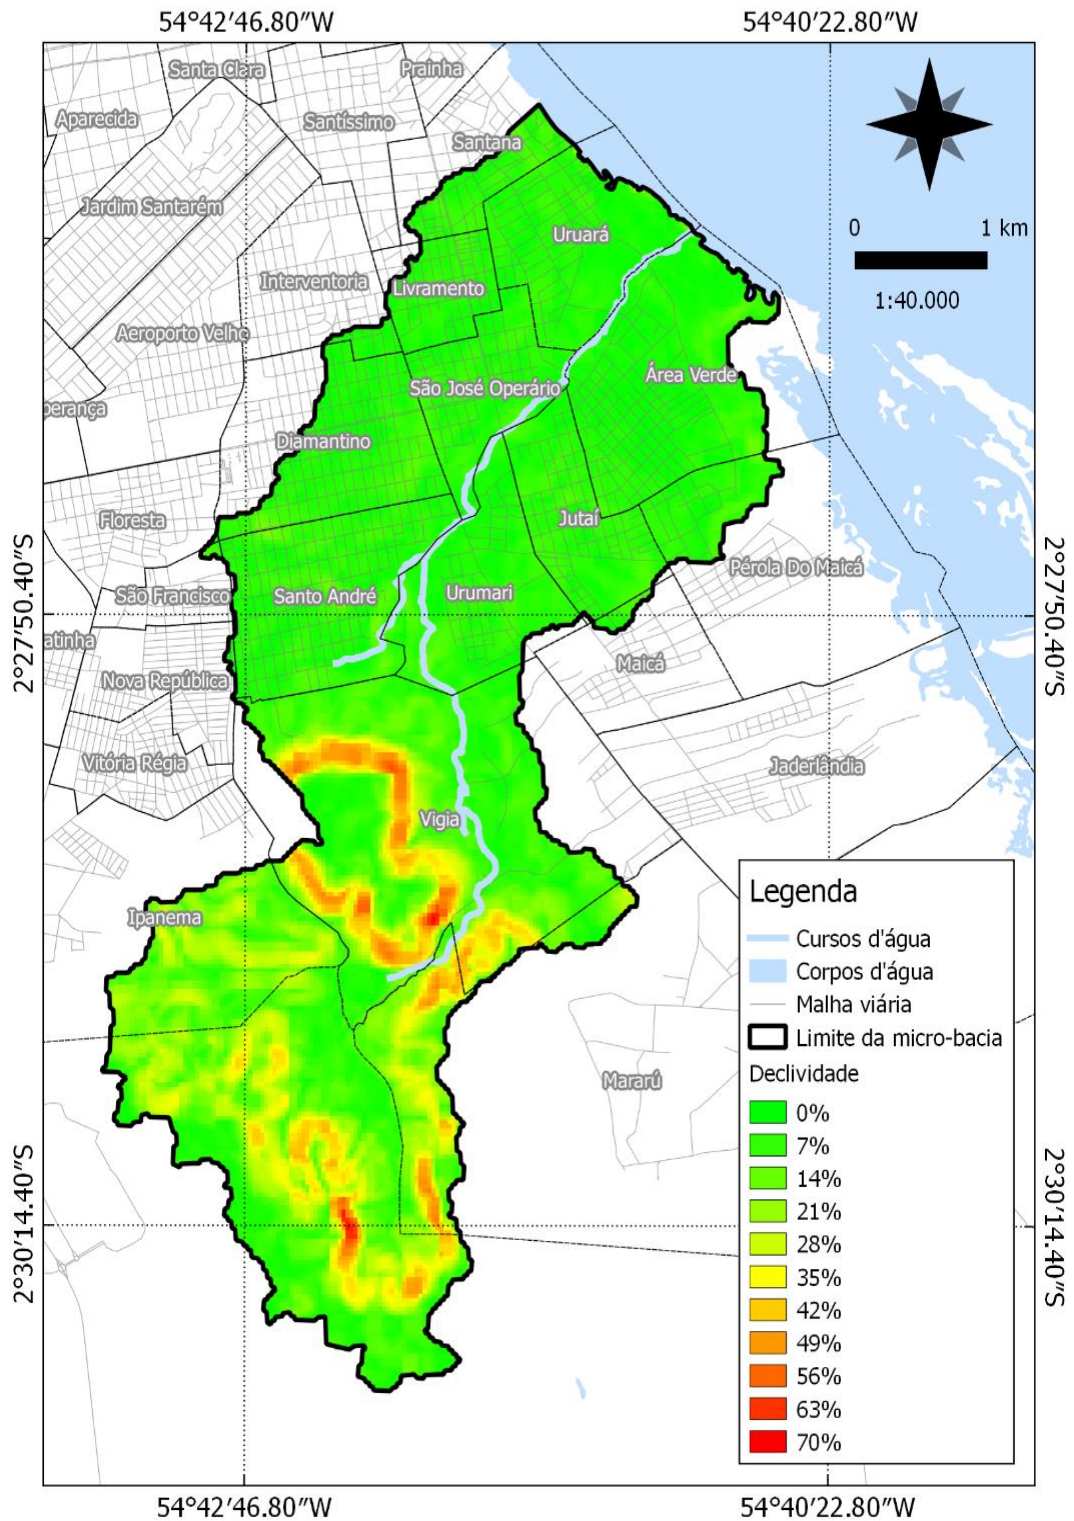 54°42′46.80″W
54°40′22.80″W
Santa Clara
Prainha
Aparecida
Santíssimo
Santana
Jardim Santarém
0
1 km
Uruará
Interventoria
Livramento
1:40.000
Aeroporto Velho
São José Operário
Área Verde
perança
Diamantino
Floresta
Jutaí
2°27′50.40″S
2°27′50.40″S
Pérola Do Maicá
São Francisco
Santo André
Urumari
atinha
Maicá
Nova República
Vitória Régia
Jaderlândia
Vigia
Ipanema
Mararú
2°30′14.40″S
2°30′14.40″S
Legenda
Cursos d'água
Corpos d'água
Malha viária
Limite da micro-bacia
Declividade
0%
7%
14%
21%
28%
35%
42%
49%
56%
63%
70%
54°42′46.80″W
54°40′22.80″W